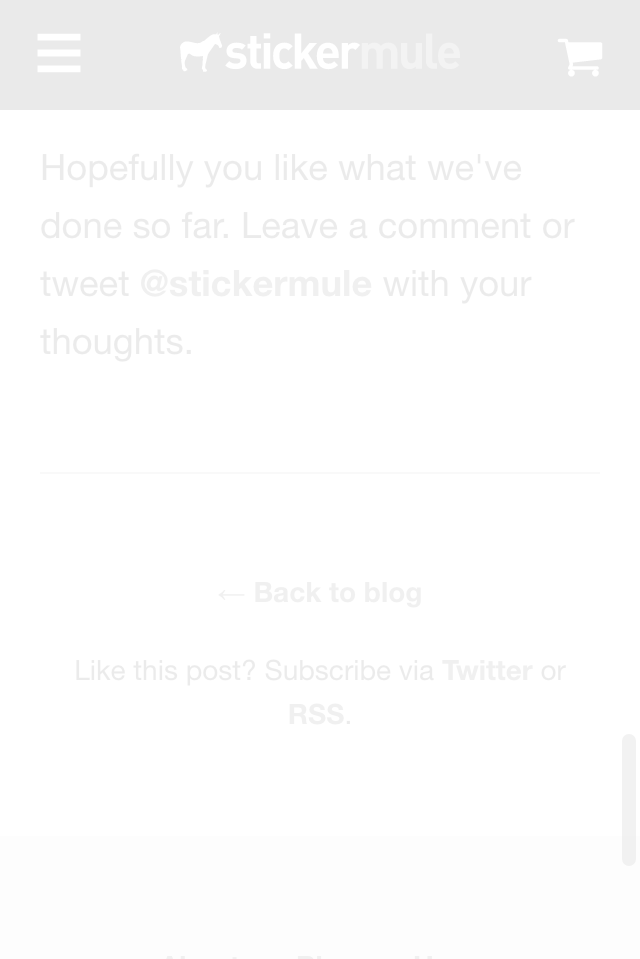 stickermule
Hopefully you like what we've
done so far. Leave a comment or
tweet @stickermule with your
thoughts.
← Back to blog
Like this post? Subscribe via Twitter or
RSS.